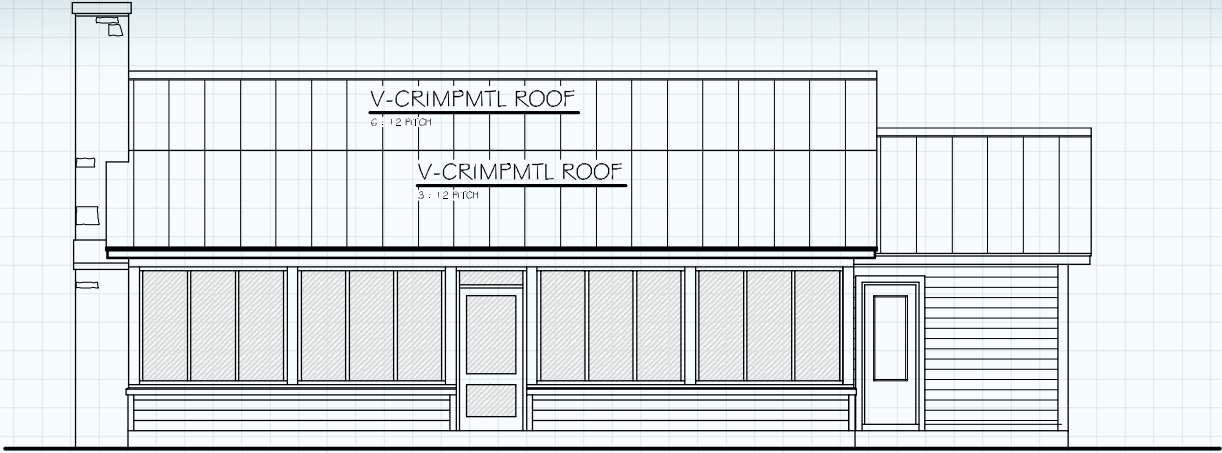 V-CRIMPMTL ROOF
6 : 12 PITCH
V-CRIMPMTL ROOF
3 : 12 PITCH